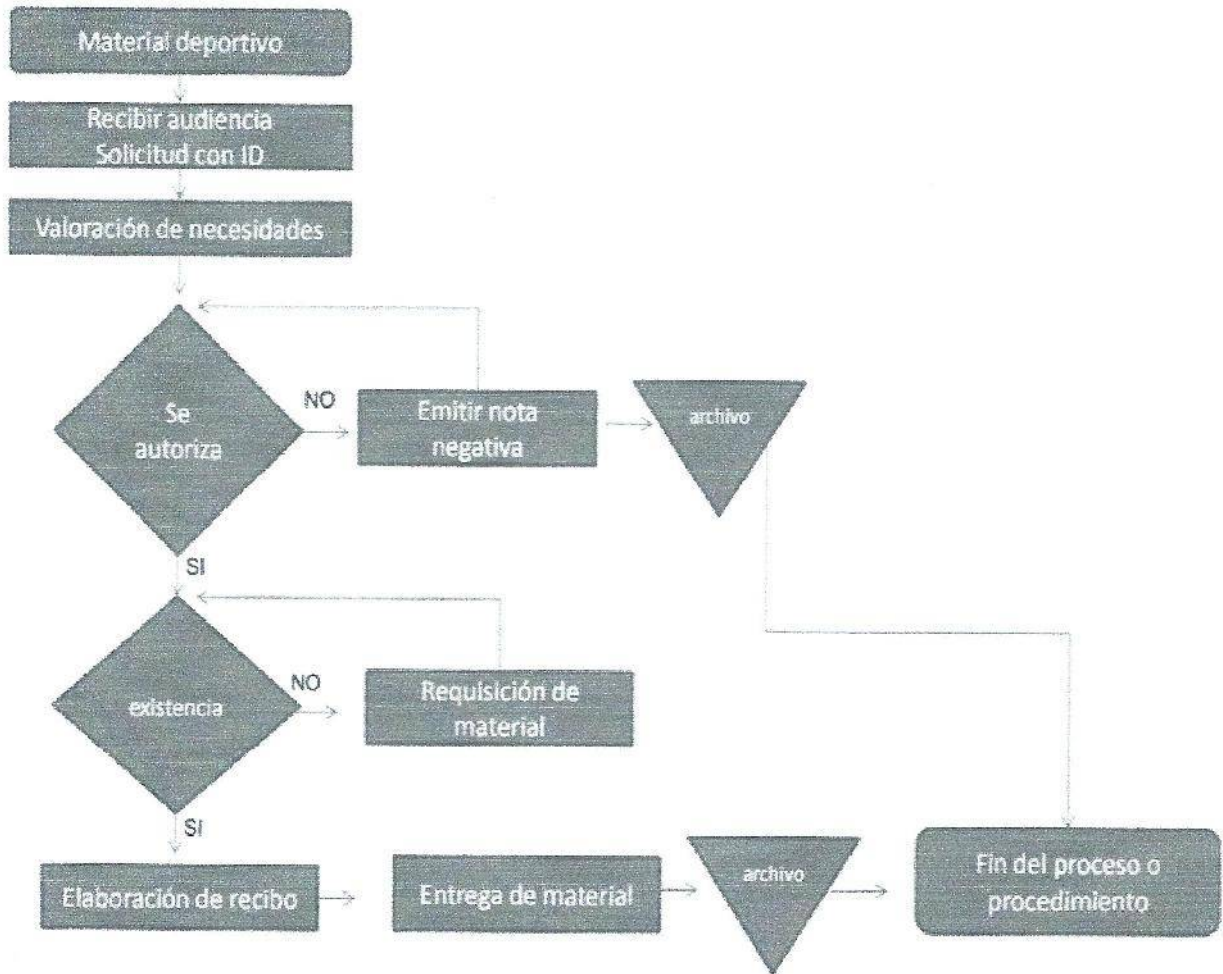 Material deportivo
Recibir audiencia
Solicitud con ID
Valoración de necesidades
Se
autoriza
NO
Emitir nota
negativa
archivo
SI
existencia
NO
Requisición de
material
SI
Elaboración de recibo
Entrega de material
archivo
Fin del proceso o
procedimiento